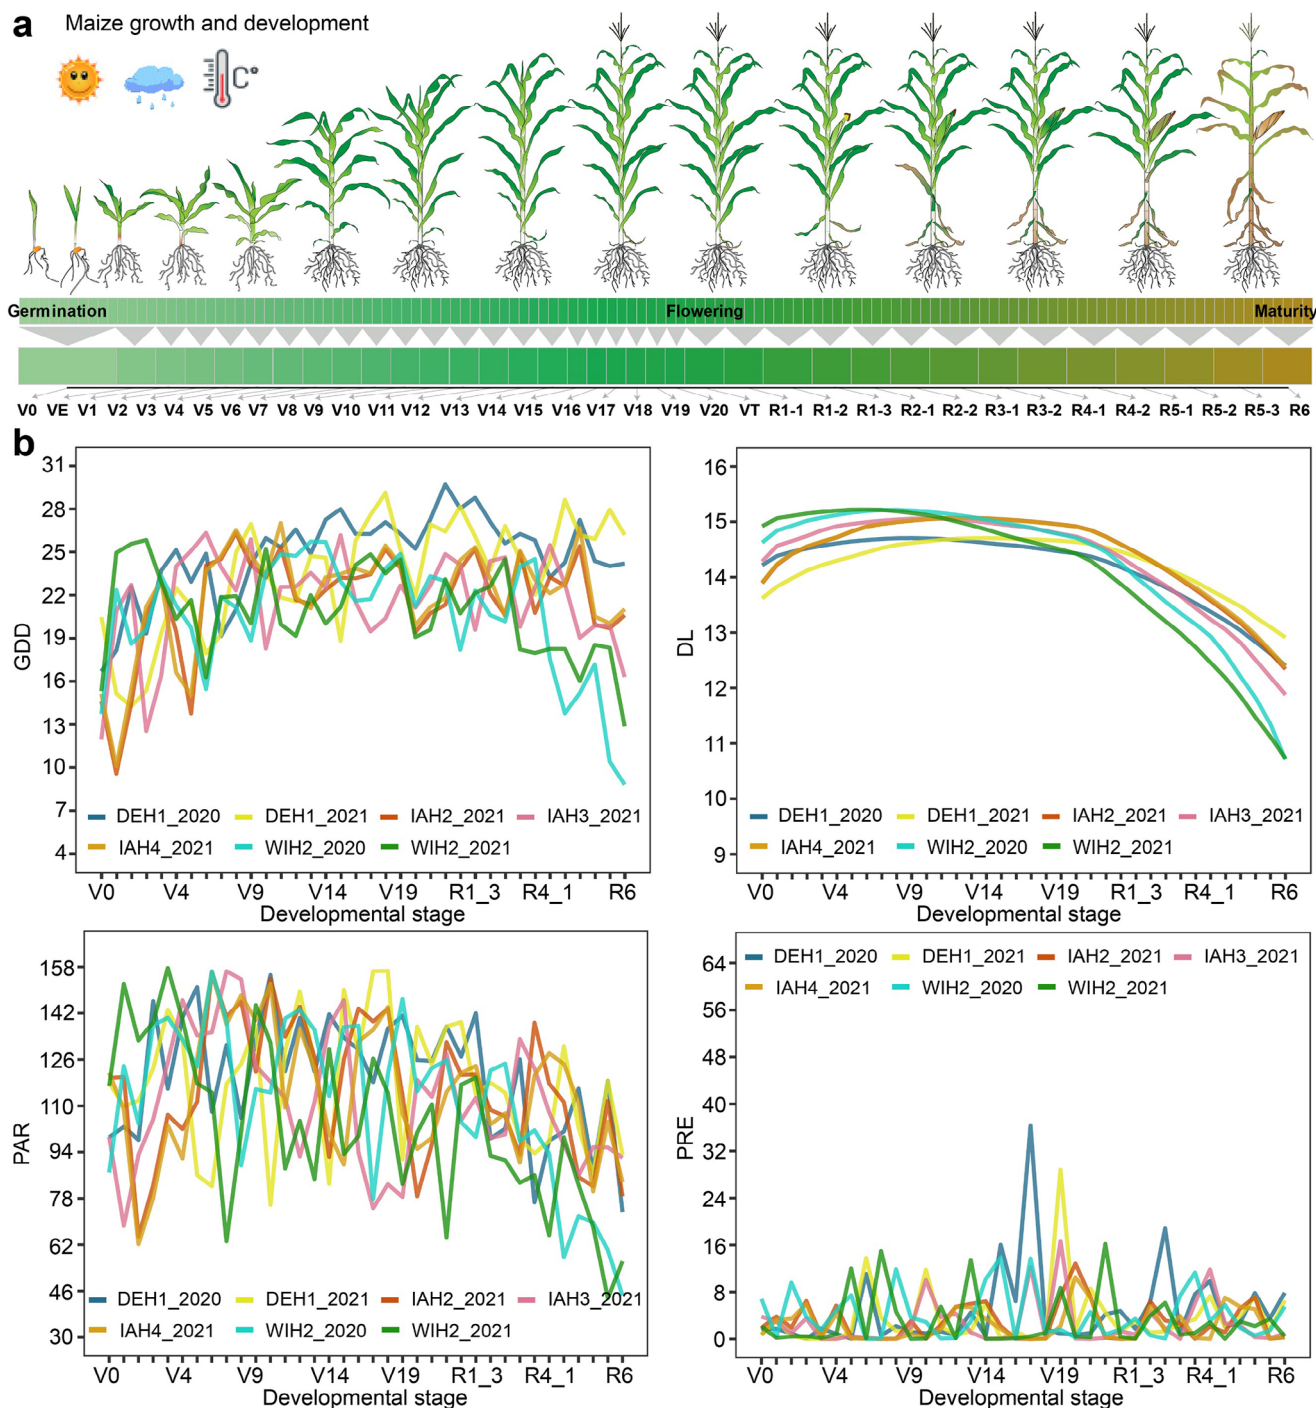 a Maize growth and development
C°
Germination Flowering Maturity
V0 VE V1 V2 V3 V4 V5 V6 V7 V8 V9 V10 V11 V12 V13 V14 V15 V16 V17 V18 V19 V20 VT R1-1 R1-2 R1-3 R2-1 R2-2 R3-1 R3-2 R4-1 R4-2 R5-1 R5-2 R5-3 R6
b
GDD
31
28
25
22
19
16
13
10
7
4
DEH1_2020 DEH1_2021 IAH2_2021 IAH3_2021
IAH4_2021 WIH2_2020 WIH2_2021
V0 V4 V9 V14 V19 R1_3 R4_1 R6
Developmental stage
DL
16
15
14
13
12
11
10
9
DEH1_2020 DEH1_2021 IAH2_2021 IAH3_2021
IAH4_2021 WIH2_2020 WIH2_2021
V0 V4 V9 V14 V19 R1_3 R4_1 R6
Developmental stage
PAR
158
142
126
110
94
78
62
46
30
DEH1_2020 DEH1_2021 IAH2_2021 IAH3_2021
IAH4_2021 WIH2_2020 WIH2_2021
V0 V4 V9 V14 V19 R1_3 R4_1 R6
Developmental stage
PRE
64
56
48
40
32
24
16
8
0
DEH1_2020 DEH1_2021 IAH2_2021 IAH3_2021
IAH4_2021 WIH2_2020 WIH2_2021
V0 V4 V9 V14 V19 R1_3 R4_1 R6
Developmental stage